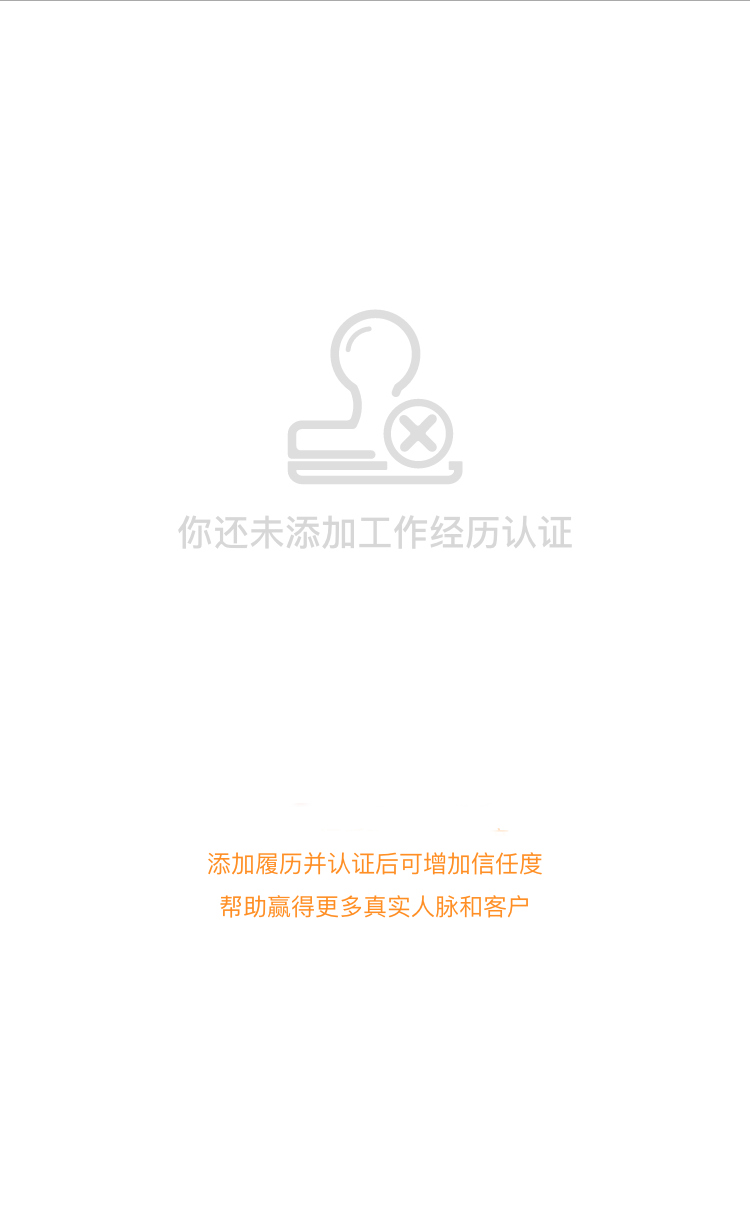 你还未添加工作经历认证
添加履历并认证后可增加信任度
帮助赢得更多真实人脉和客户